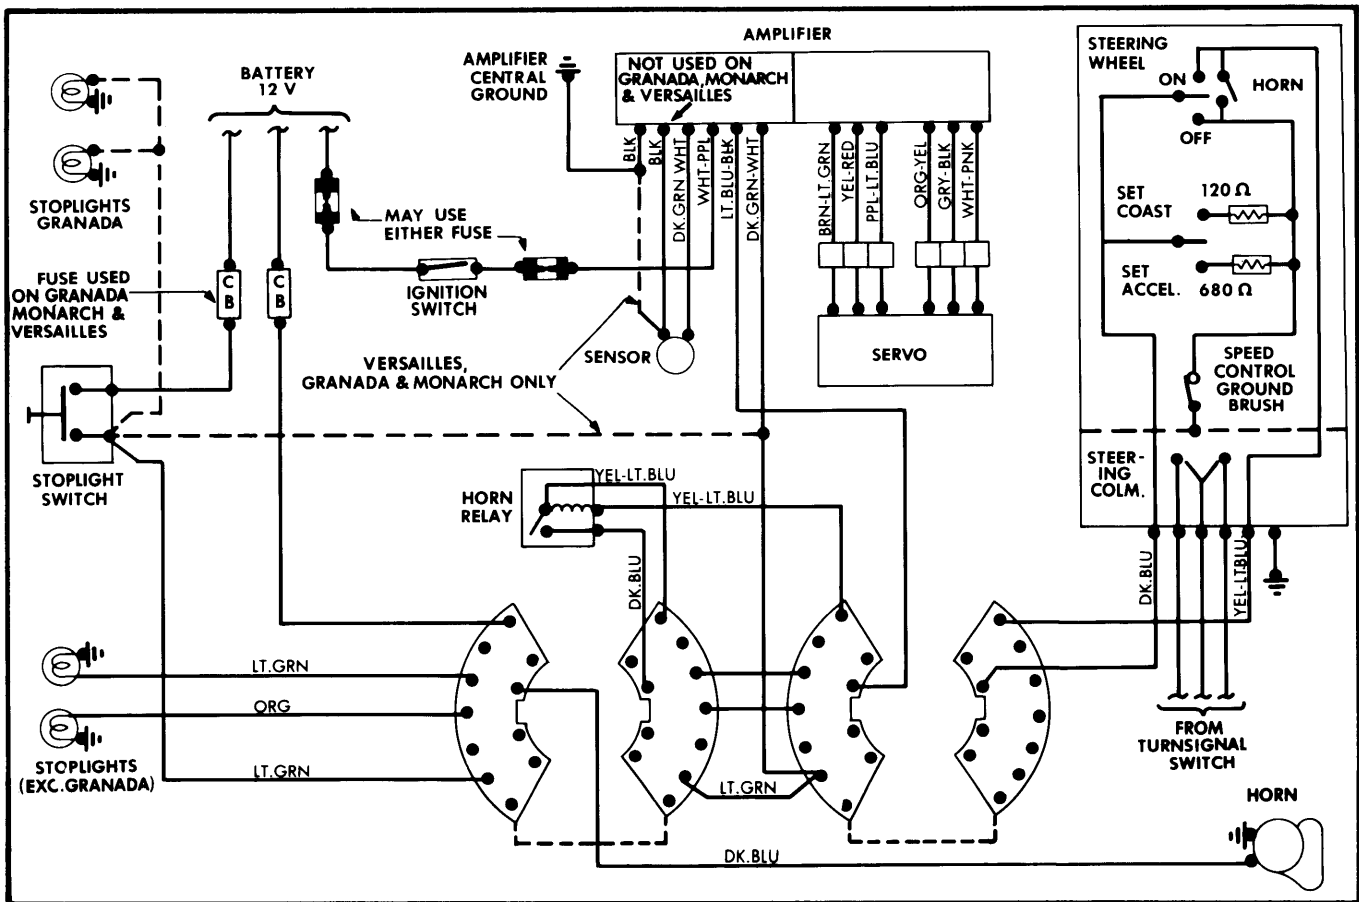 AMPLIFIER
STEERING
WHEEL
ON
HORN
OFF
AMPLIFIER
CENTRAL
GROUND
NOT USED ON
GRANADA, MONARCH
& VERSAILLES
BATTERY
12 V
BLK
BLK
DK.GRN-WHT
WHT-PPL
LT.BLU-BLK
DK.GRN-WHT
BRN-LT.GRN
YEL-RED
PPL-LT.BLU
ORG-YEL
GRY-BLK
WHT-PNK
STOPLIGHTS
GRANADA
MAY USE
EITHER FUSE
SET
COAST
120 Ω
SET
ACCEL.
680 Ω
FUSE USED
ON GRANADA
MONARCH &
VERSAILLES
C
B
C
B
IGNITION
SWITCH
SENSOR
SERVO
VERSAILLES,
GRANADA & MONARCH ONLY
SPEED
CONTROL
GROUND
BRUSH
STEER-
ING
COLM.
STOPLIGHT
SWITCH
HORN
RELAY
YEL-LT.BLU
YEL-LT.BLU
DK.BLU
DK.BLU
YEL-LT.BLU
LT.GRN
ORG
STOPLIGHTS
(EXC.GRANADA)
LT.GRN
LT.GRN
FROM
TURNSIGNAL
SWITCH
HORN
DK.BLU